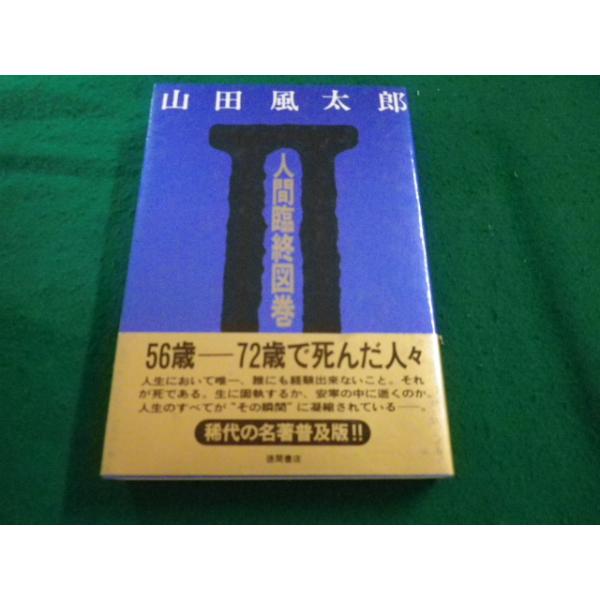 山田風太郎
人間臨終図巻
56歳——72歳で死んだ人々
人生において唯一、誰にも経験出来ないこと。それ
が死である。生に固執するか、安寧の中に逝くのか。
人生のすべてが“その瞬間”に凝縮されている——。
稀代の名著普及版!!
徳間書店